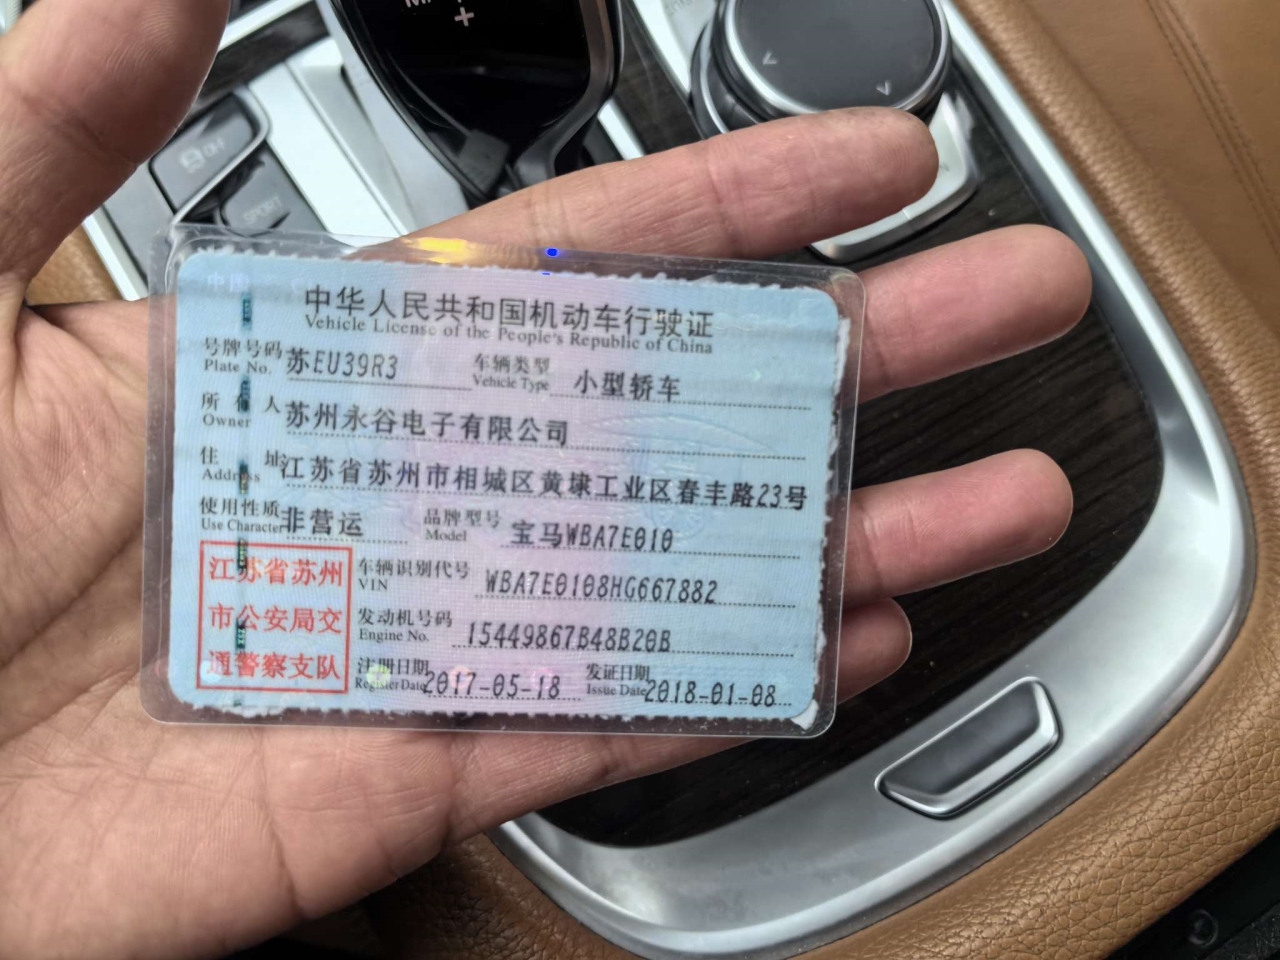 +
OFF
SPORT
中国
中华人民共和国机动车行驶证
Vehicle License of the People's Republic of China
号牌号码 苏EU39R3 车辆类型 小型轿车
Plate No. Vehicle Type
所有人 苏州永谷电子有限公司
Owner
住址 江苏省苏州市相城区黄埭工业区春丰路23号
Address
使用性质 非营运 品牌型号 宝马WBA7E010
Use Character Model
江苏省苏州
市公安局交
通警察支队
车辆识别代号 WBA7E0108HG667882
VIN
发动机号码 15449867B48B20B
Engine No.
注册日期 2017-05-18 发证日期 2018-01-08
Register Date Issue Date